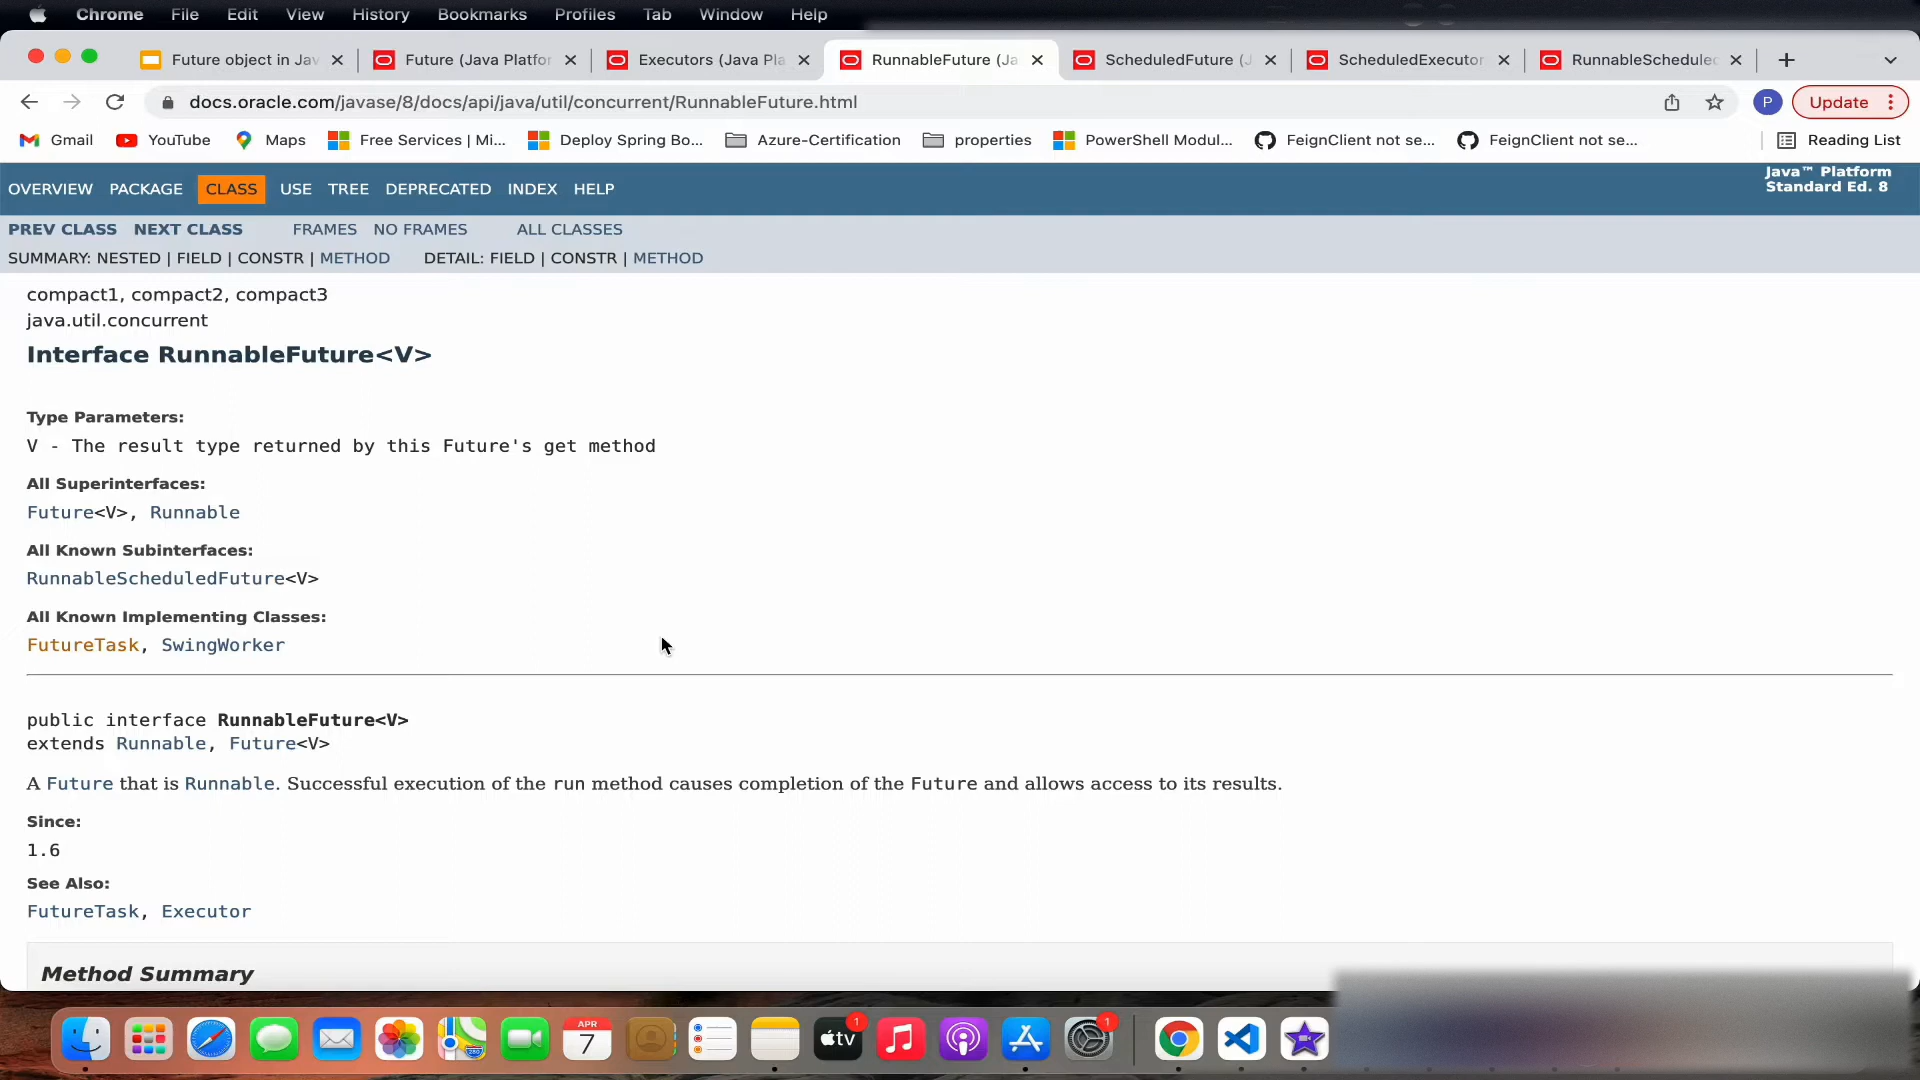 Chrome File Edit View History Bookmarks Profiles Tab Window Help
Future object in Jav Future (Java Platfor Executors (Java Pla RunnableFuture (Ja ScheduledFuture (J ScheduledExecutor RunnableScheduled
docs.oracle.com/javase/8/docs/api/java/util/concurrent/RunnableFuture.html P Update
Gmail YouTube Maps Free Services | Mi... Deploy Spring Bo... Azure-Certification properties PowerShell Modul... FeignClient not se... FeignClient not se... Reading List
OVERVIEW PACKAGE CLASS USE TREE DEPRECATED INDEX HELP
Java™ Platform
Standard Ed. 8
PREV CLASS NEXT CLASS FRAMES NO FRAMES ALL CLASSES
SUMMARY: NESTED | FIELD | CONSTR | METHOD DETAIL: FIELD | CONSTR | METHOD
compact1, compact2, compact3
java.util.concurrent
Interface RunnableFuture<V>
Type Parameters:
V - The result type returned by this Future's get method
All Superinterfaces:
Future<V>, Runnable
All Known Subinterfaces:
RunnableScheduledFuture<V>
All Known Implementing Classes:
FutureTask, SwingWorker
public interface RunnableFuture<V>
extends Runnable, Future<V>
A Future that is Runnable. Successful execution of the run method causes completion of the Future and allows access to its results.
Since:
1.6
See Also:
FutureTask, Executor
Method Summary
APR
7
tv
1
1
280